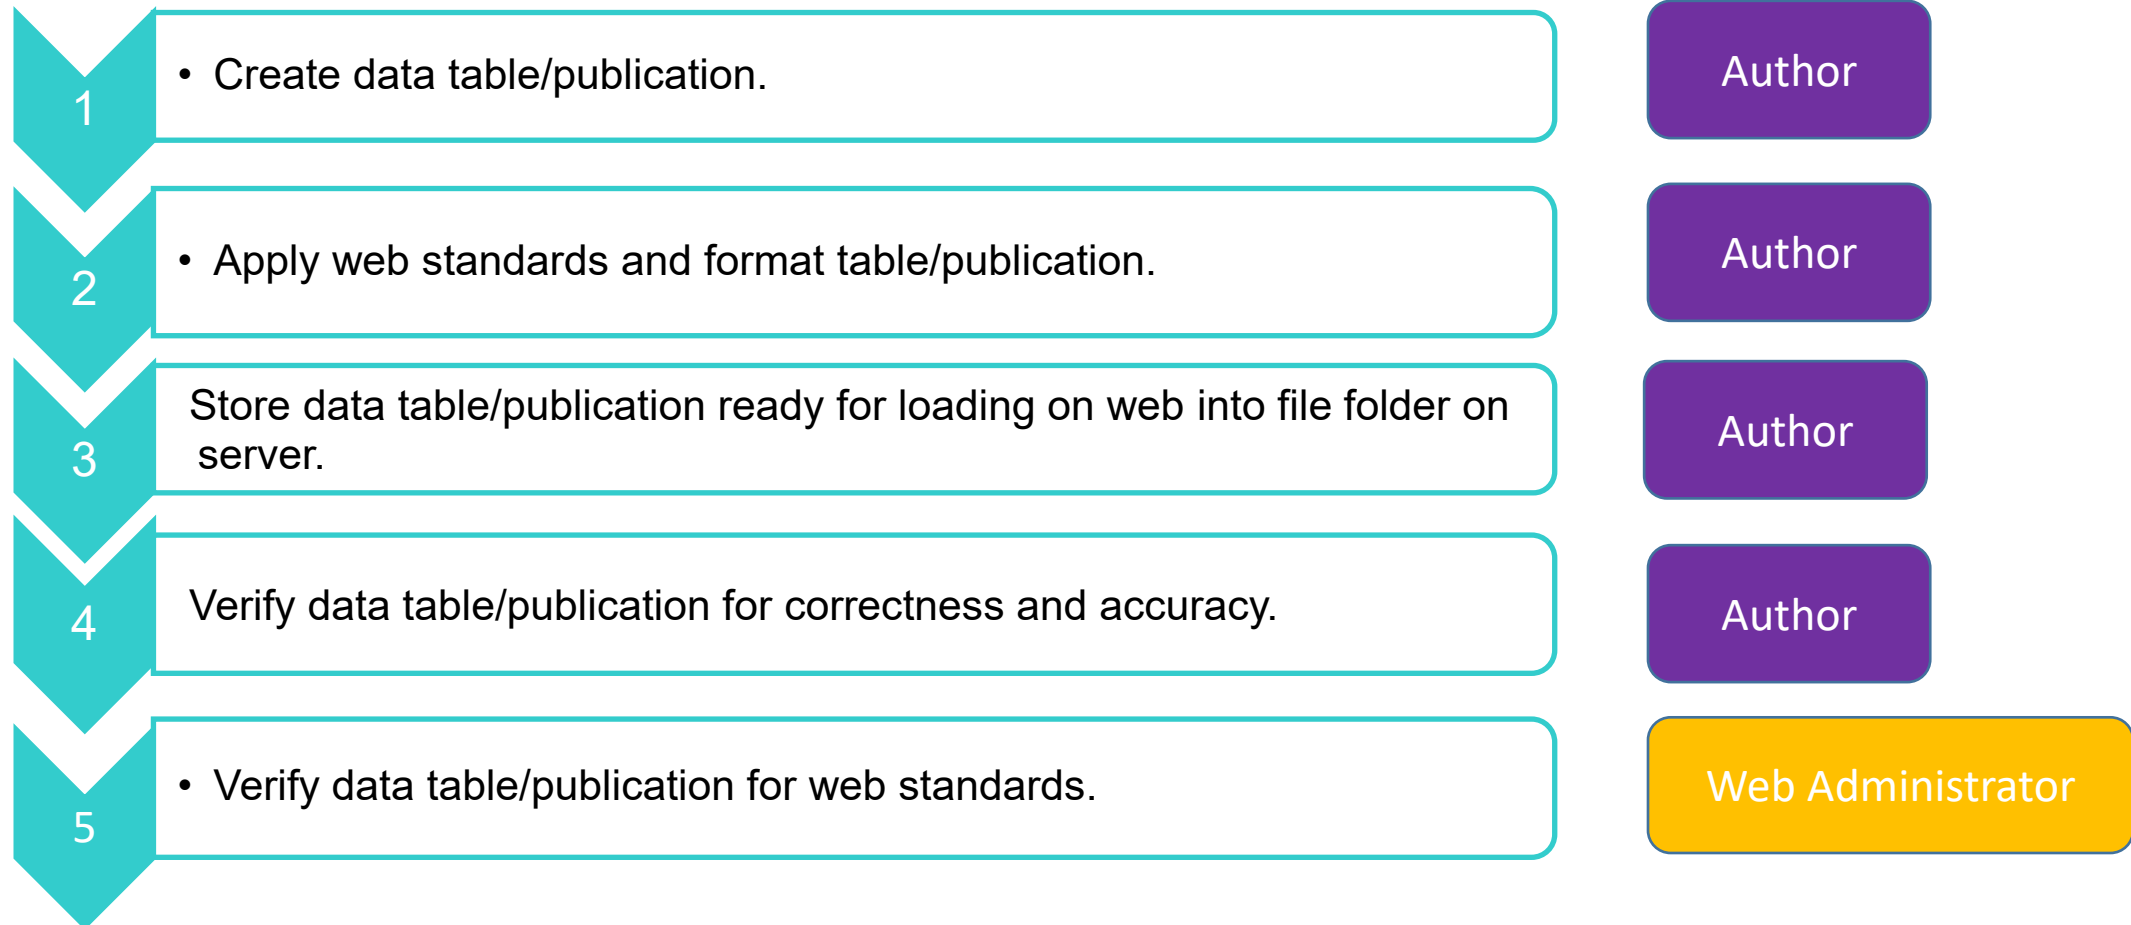 1
• Create data table/publication.
Author
2
• Apply web standards and format table/publication.
Author
3
Store data table/publication ready for loading on web into file folder on
server.
Author
4
Verify data table/publication for correctness and accuracy.
Author
5
• Verify data table/publication for web standards.
Web Administrator